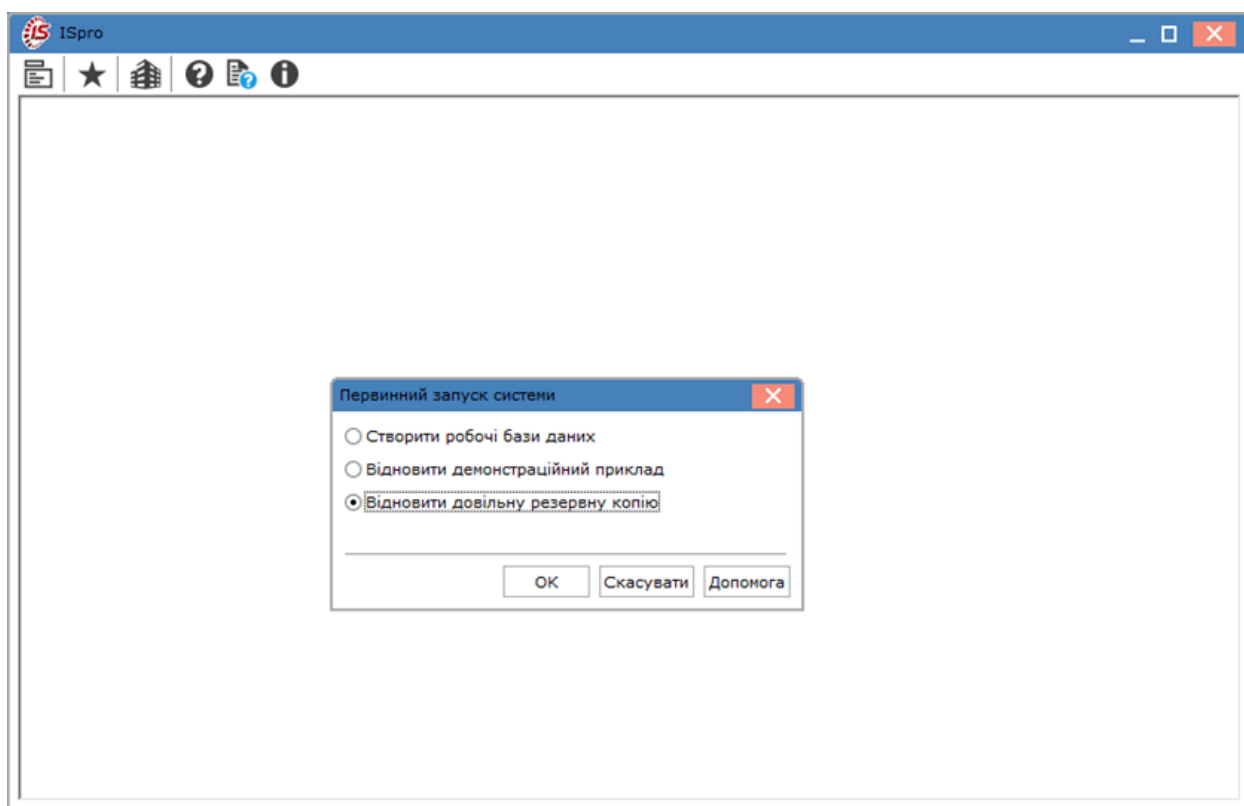 ISpro
Первинний запуск системи
Створити робочі бази даних
Відновити демонстраційний приклад
Відновити довільну резервну копію
OK Скасувати Допомога